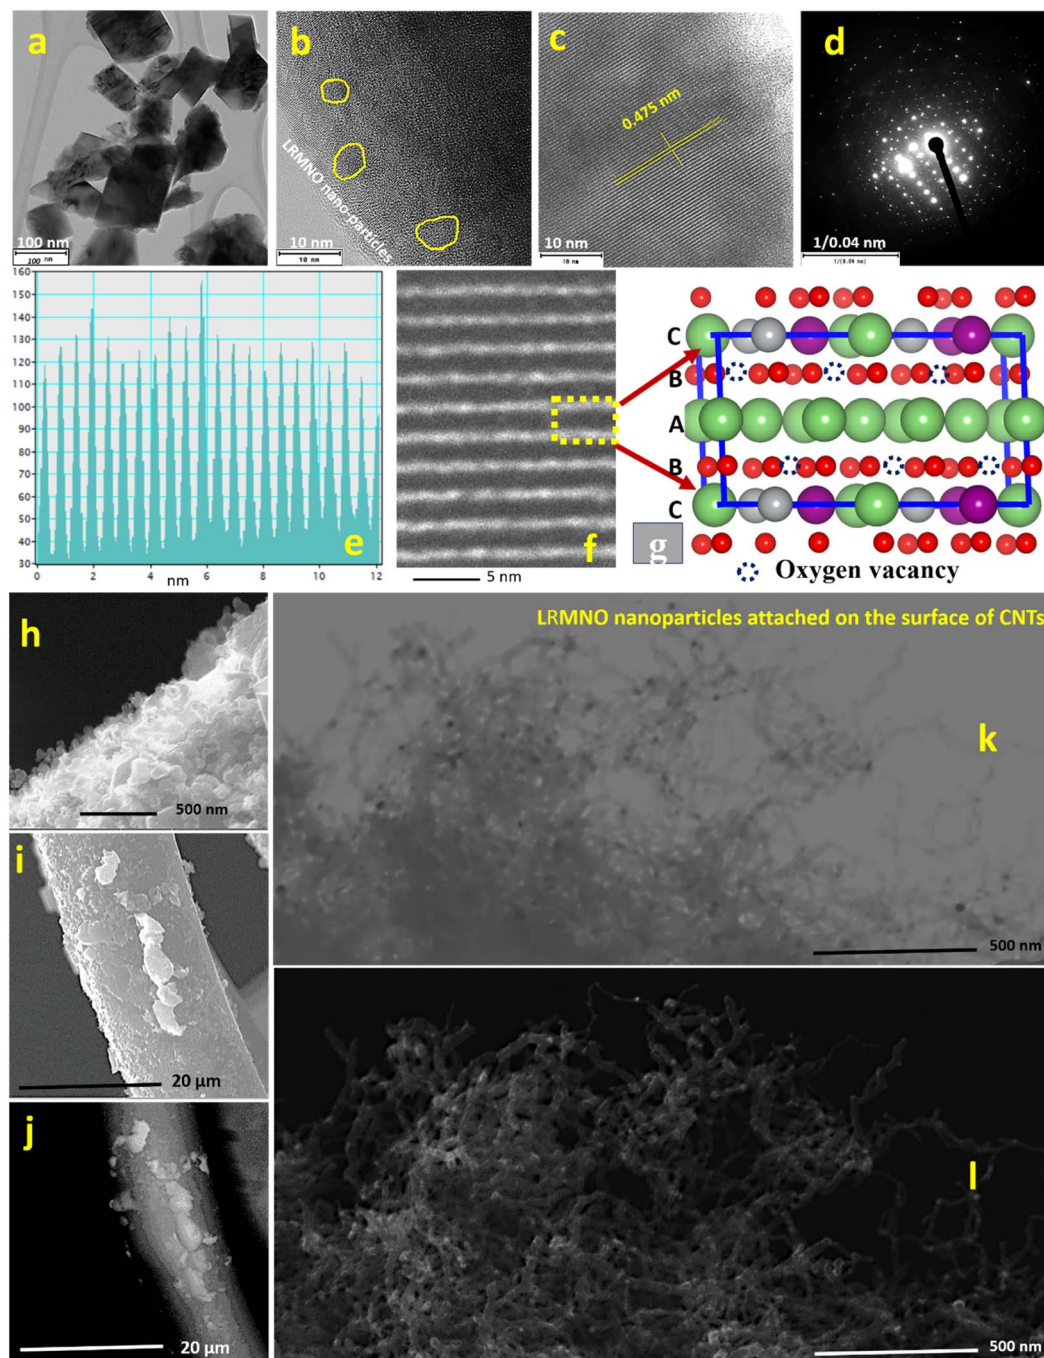 a
b
c
d
0.475 nm
LRMNO nano-particles
100 nm
100 nm
10 nm
10 nm
10 nm
10 nm
1/0.04 nm
1/(0.04 nm)
160
150
140
130
120
110
100
90
80
70
60
50
40
30
0
2
4
6
8
10
12
nm
e
f
5 nm
C
B
A
B
C
g
Oxygen vacancy
h
500 nm
i
20 µm
j
20 µm
LRMNO nanoparticles attached on the surface of CNTs
k
500 nm
l
500 nm